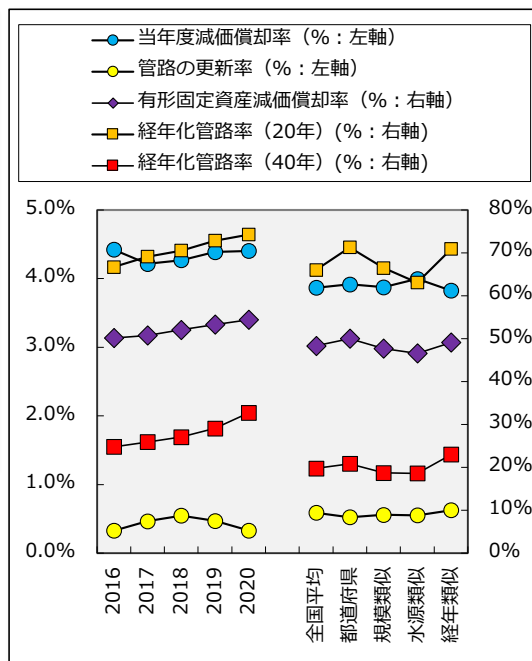 当年度減価償却率（%：左軸）
管路の更新率（%：左軸）
有形固定資産減価償却率（%：右軸）
経年化管路率（20年）(%：右軸)
経年化管路率（40年）(%：右軸)
5.0%
4.0%
3.0%
2.0%
1.0%
0.0%
80%
70%
60%
50%
40%
30%
20%
10%
0%
2016
2017
2018
2019
2020
全国平均
都道府県
規模類似
水源類似
経年類似